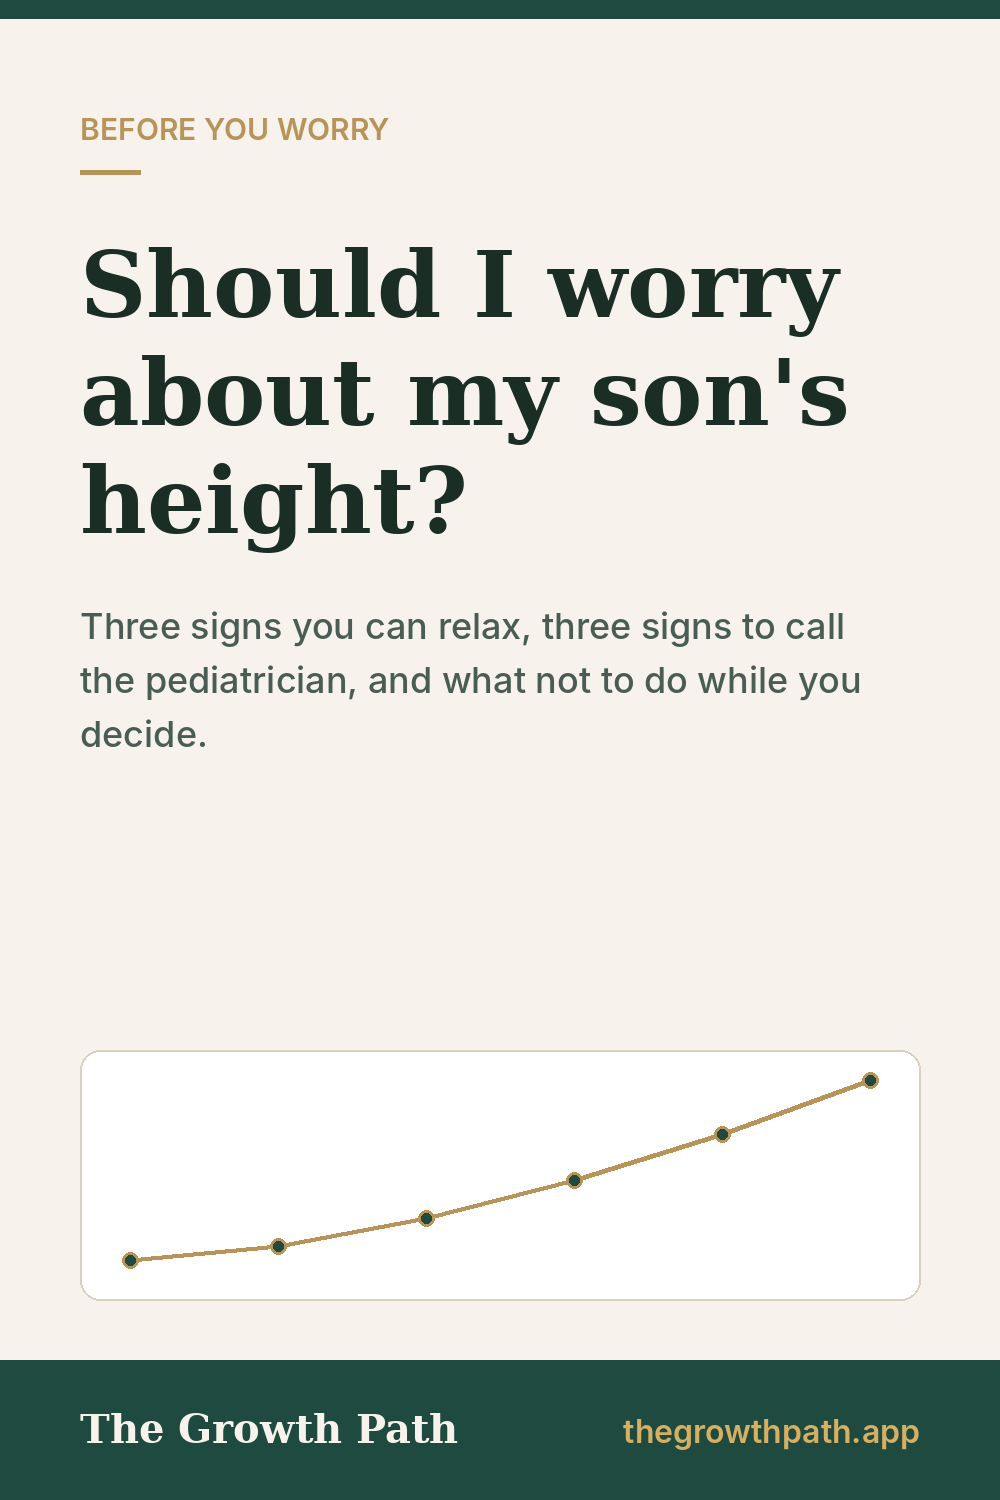 BEFORE YOU WORRY
Should I worry
about my son's
height?
Three signs you can relax, three signs to call
the pediatrician, and what not to do while you
decide.
The Growth Path
thegrowthpath.app